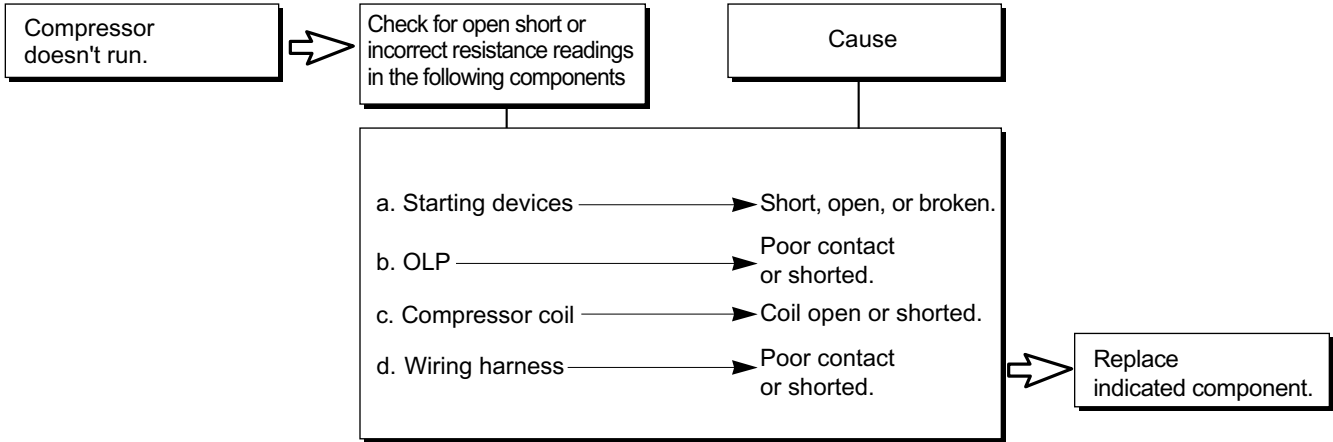 Compressor
doesn't run.
Check for open short or
incorrect resistance readings
in the following components
Cause
a. Starting devices
Short, open, or broken.
b. OLP
Poor contact
or shorted.
c. Compressor coil
Coil open or shorted.
d. Wiring harness
Poor contact
or shorted.
Replace
indicated component.